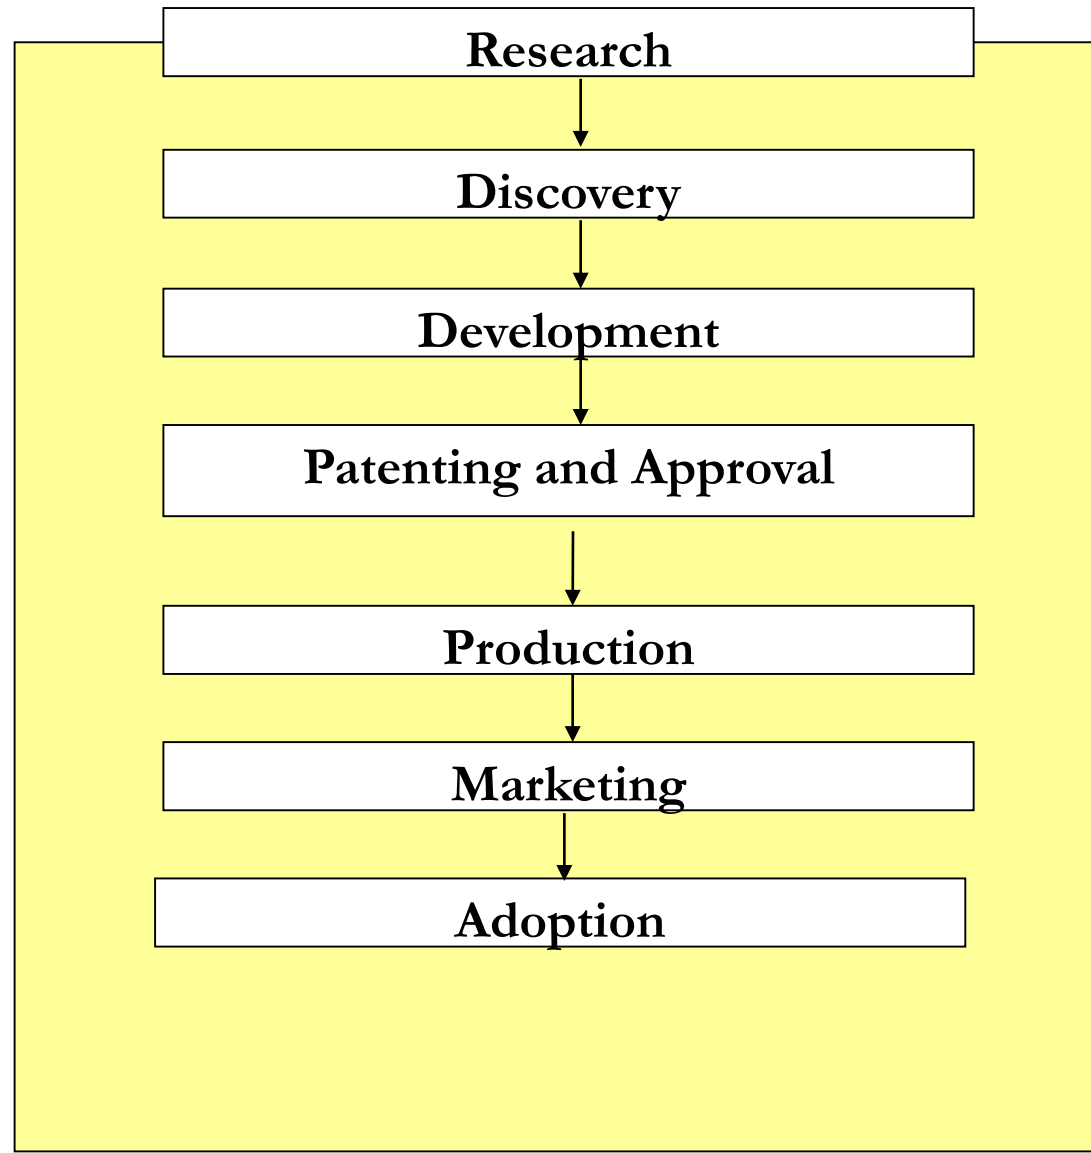 Research
Discovery
Development
Patenting and Approval
Production
Marketing
Adoption